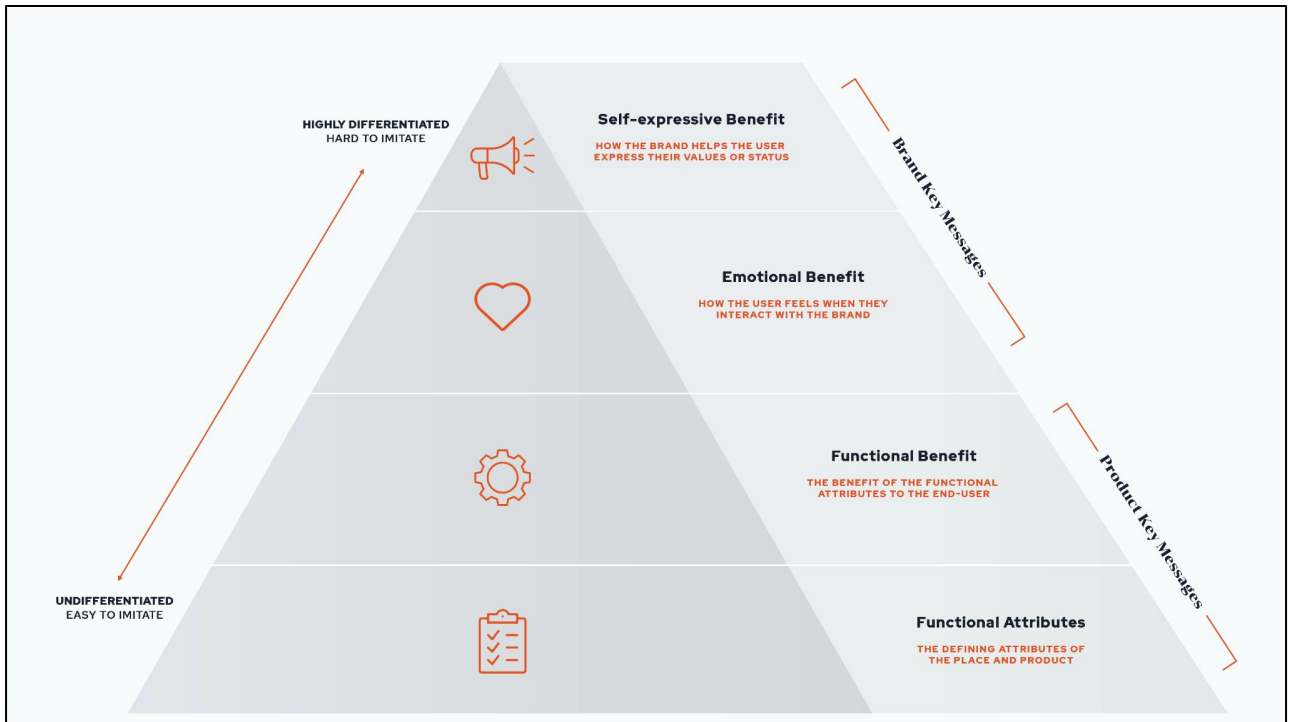 HIGHLY DIFFERENTIATED
HARD TO IMITATE
Self-expressive Benefit
HOW THE BRAND HELPS THE USER
EXPRESS THEIR VALUES OR STATUS
Brand Key Messages
Emotional Benefit
HOW THE USER FEELS WHEN THEY
INTERACT WITH THE BRAND
Functional Benefit
THE BENEFIT OF THE FUNCTIONAL
ATTRIBUTES TO THE END-USER
Product Key Messages
UNDIFFERENTIATED
EASY TO IMITATE
Functional Attributes
THE DEFINING ATTRIBUTES OF
THE PLACE AND PRODUCT